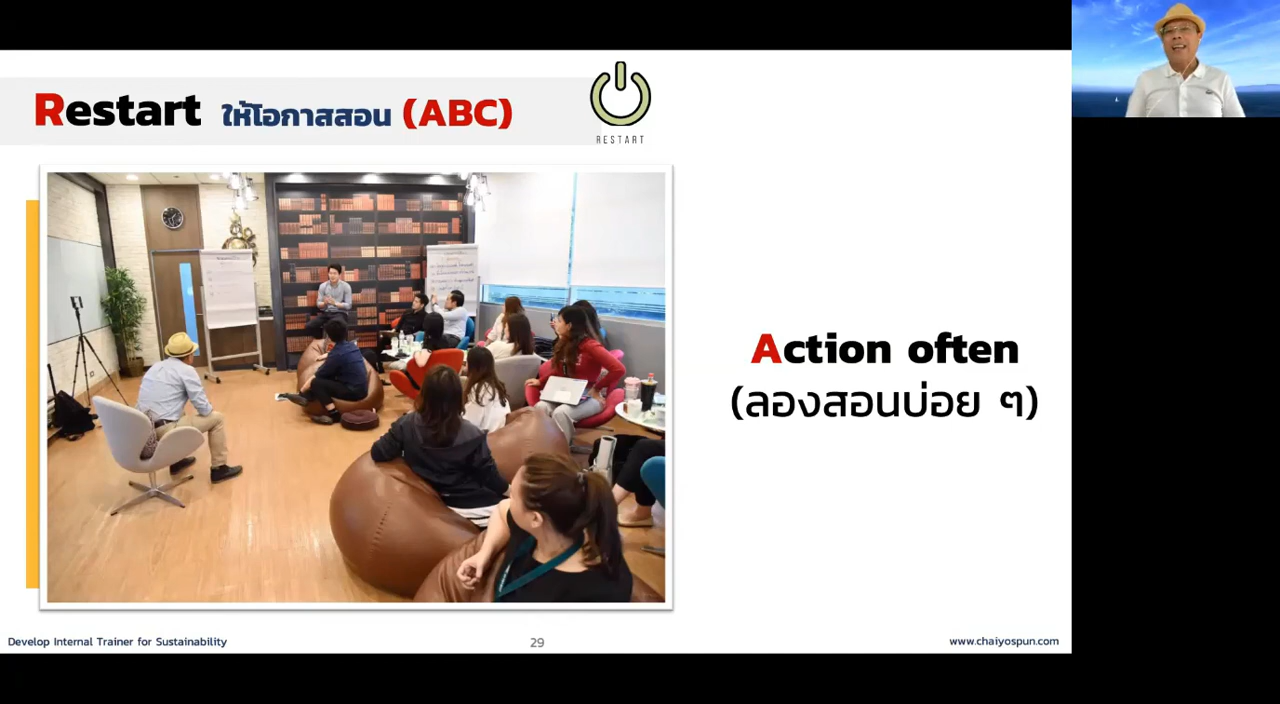 Restart ให้โอกาสสอน (ABC)
RESTART
Action often
(ลองสอนบ่อย ๆ)
Develop Internal Trainer for Sustainability
29
www.chaiyospun.com